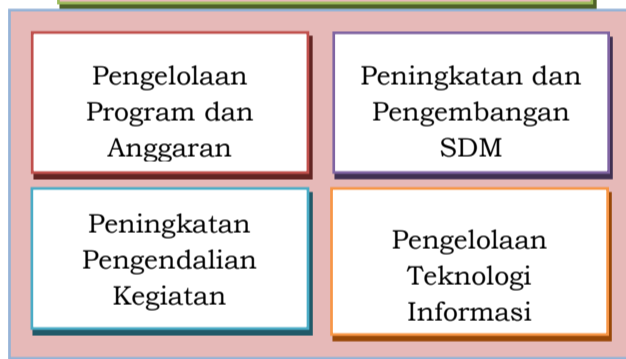 Pengelolaan
Program dan
Anggaran
Peningkatan dan
Pengembangan
SDM
Peningkatan
Pengendalian
Kegiatan
Pengelolaan
Teknologi
Informasi